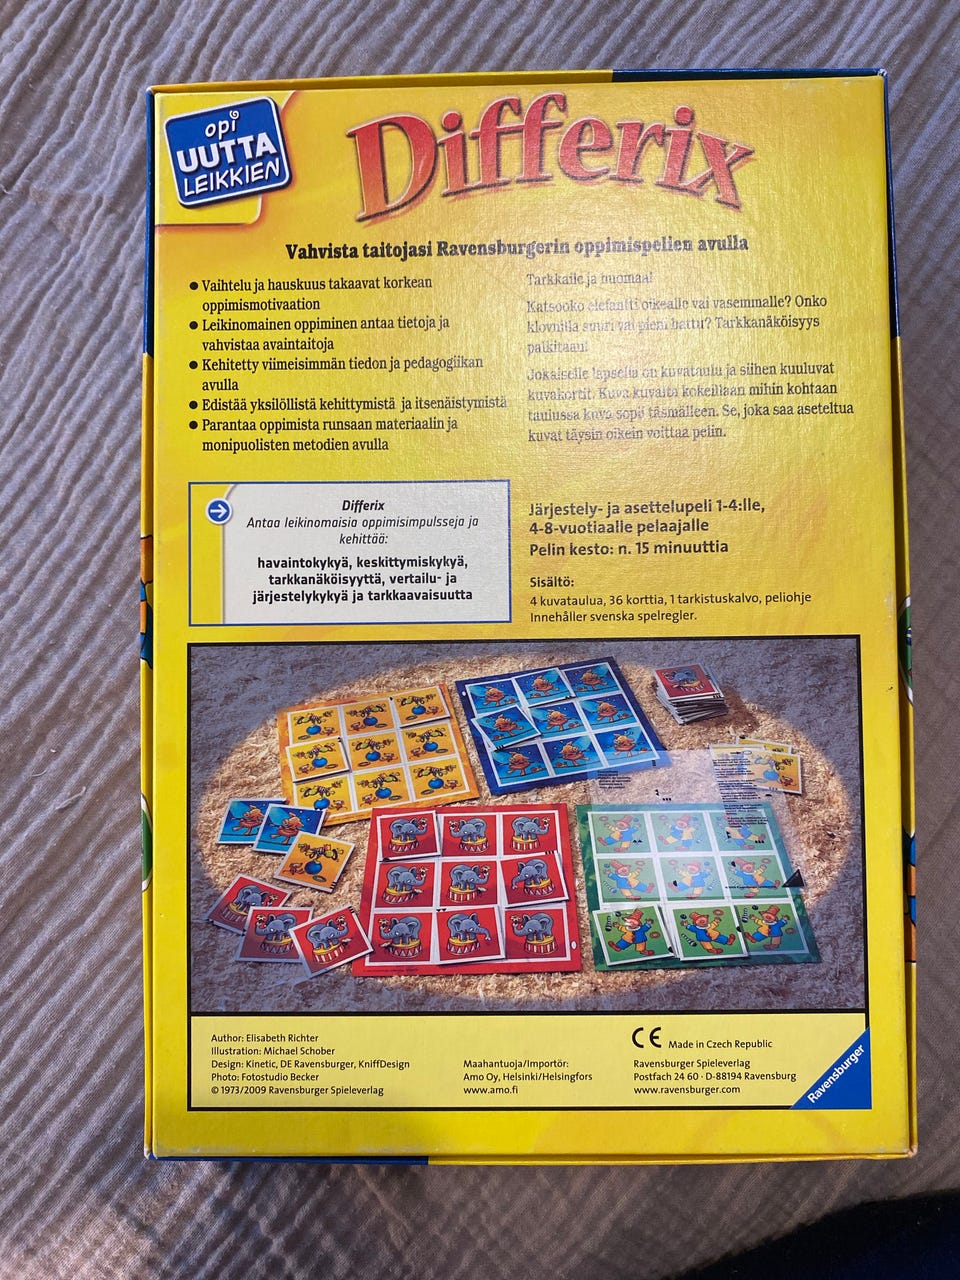 opi
UUTTA
LEIKKIEN
Differix
Vahvista taitojasi Ravensburgerin oppimispelien avulla
● Vaihtelu ja hauskuus takaavat korkean
oppimismotivaation
● Leikinomainen oppiminen antaa tietoja ja
vahvistaa avaintaitoja
● Kehitetty viimeisimmän tiedon ja pedagogiikan
avulla
● Edistää yksilöllistä kehittymistä ja itsenäistymistä
● Parantaa oppimista runsaan materiaalin ja
monipuolisten metodien avulla
Tarkkaile ja huomaa!
Katsooko elefantti oikealle vai vasemmalle? Onko
klovnilla suuri vai pieni hattu? Tarkkanäköisyys
palkitaan!
Jokaisella lapsella on kuvataulu ja siihen kuuluvat
kuvakortit. Kuva kuvalta kokeillaan mihin kohtaan
taulussa kuva sopii täsmälleen. Se, joka saa aseteltua
kuvat täysin oikein voittaa pelin.
Differix
Antaa leikinomaisia oppimisimpulsseja ja
kehittää:
havaintokykyä, keskittymiskykyä,
tarkkanäköisyyttä, vertailu- ja
järjestelykykyä ja tarkkaavaisuutta
Järjestely- ja asettelupeli 1-4:lle,
4-8-vuotiaalle pelaajalle
Pelin kesto: n. 15 minuuttia
Sisältö:
4 kuvataulua, 36 korttia, 1 tarkistuskalvo, peliohje
Innehåller svenska spelregler.
Author: Elisabeth Richter
Illustration: Michael Schober
Design: Kinetic, DE Ravensburger, KniffDesign
Photo: Fotostudio Becker
© 1973/2009 Ravensburger Spieleverlag
Maahantuoja/Importör:
Amo Oy, Helsinki/Helsingfors
www.amo.fi
CE Made in Czech Republic
Ravensburger Spieleverlag
Postfach 24 60 · D-88194 Ravensburg
www.ravensburger.com
Ravensburger